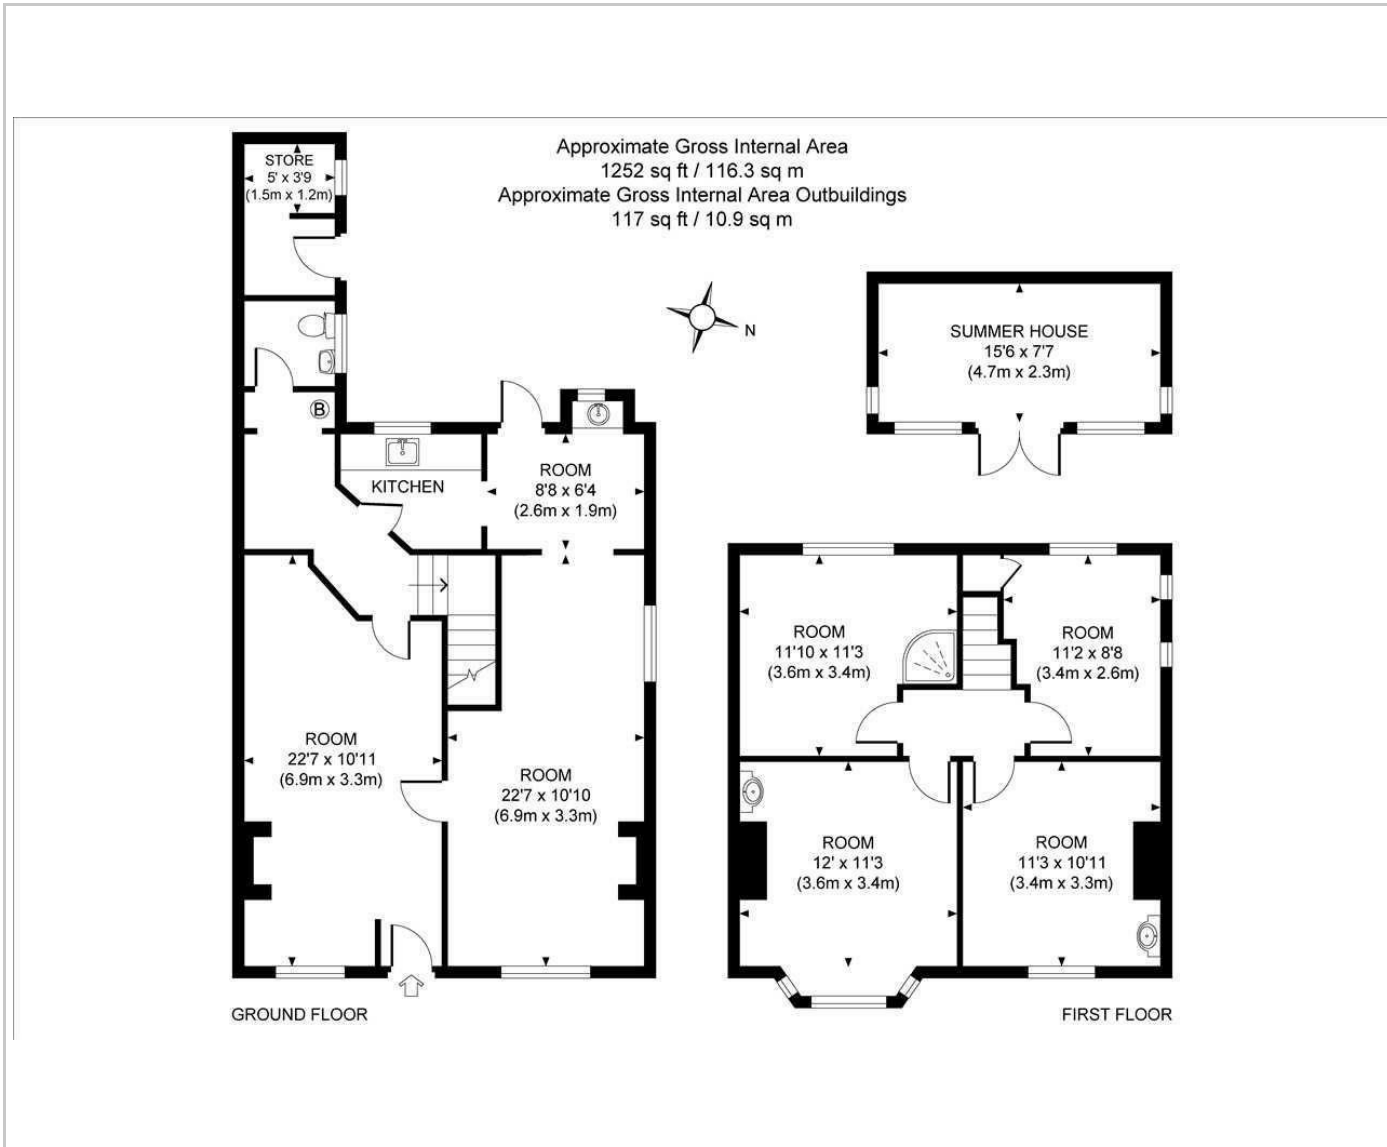 Approximate Gross Internal Area
1252 sq ft / 116.3 sq m
Approximate Gross Internal Area Outbuildings
117 sq ft / 10.9 sq m
STORE
5' x 3'9
(1.5m x 1.2m)
N
SUMMER HOUSE
15'6 x 7'7
(4.7m x 2.3m)
B
KITCHEN
ROOM
8'8 x 6'4
(2.6m x 1.9m)
ROOM
22'7 x 10'11
(6.9m x 3.3m)
ROOM
22'7 x 10'10
(6.9m x 3.3m)
GROUND FLOOR
ROOM
11'10 x 11'3
(3.6m x 3.4m)
ROOM
11'2 x 8'8
(3.4m x 2.6m)
ROOM
12' x 11'3
(3.6m x 3.4m)
ROOM
11'3 x 10'11
(3.4m x 3.3m)
FIRST FLOOR